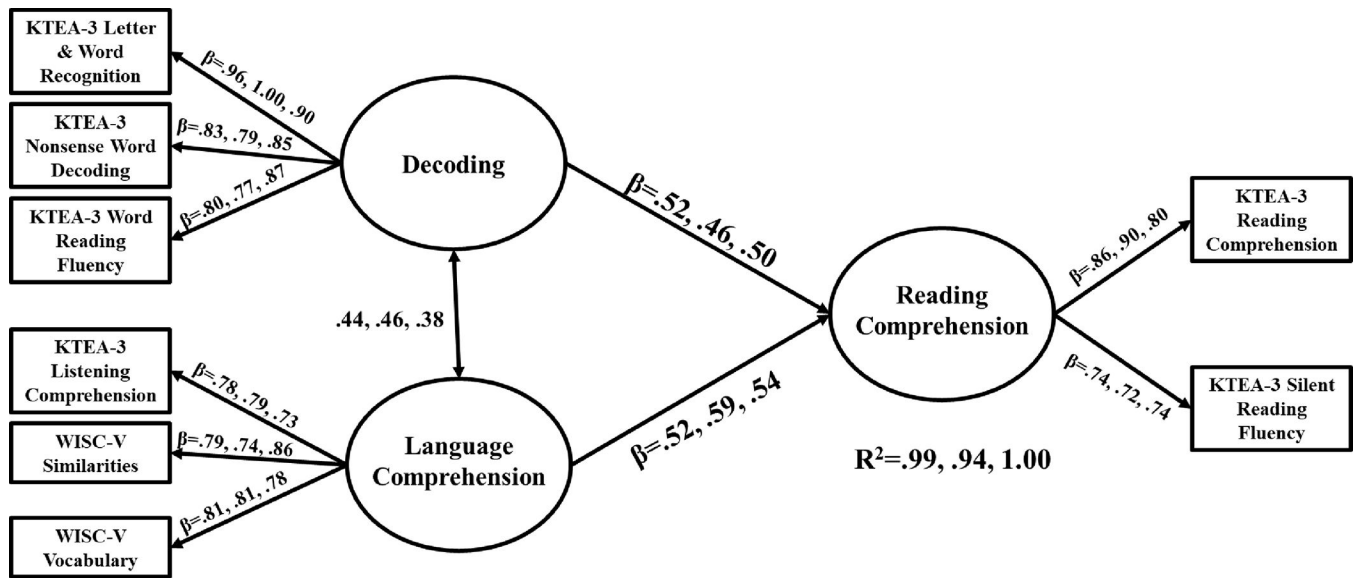 KTEA-3 Letter
& Word
Recognition
β=.96, 1.00, .90
KTEA-3
Nonsense Word
Decoding
β=.83, .79, .85
KTEA-3 Word
Reading
Fluency
β=.80, .77, .87
Decoding
β=.52, .46, .50
.44, .46, .38
KTEA-3
Listening
Comprehension
β=.78, .79, .73
WISC-V
Similarities
β=.79, .74, .86
WISC-V
Vocabulary
β=.81, .81, .78
Language
Comprehension
β=.52, .59, .54
Reading
Comprehension
R²=.99, .94, 1.00
β=.86, .90, .80
KTEA-3
Reading
Comprehension
β=.74, .72, .74
KTEA-3 Silent
Reading
Fluency